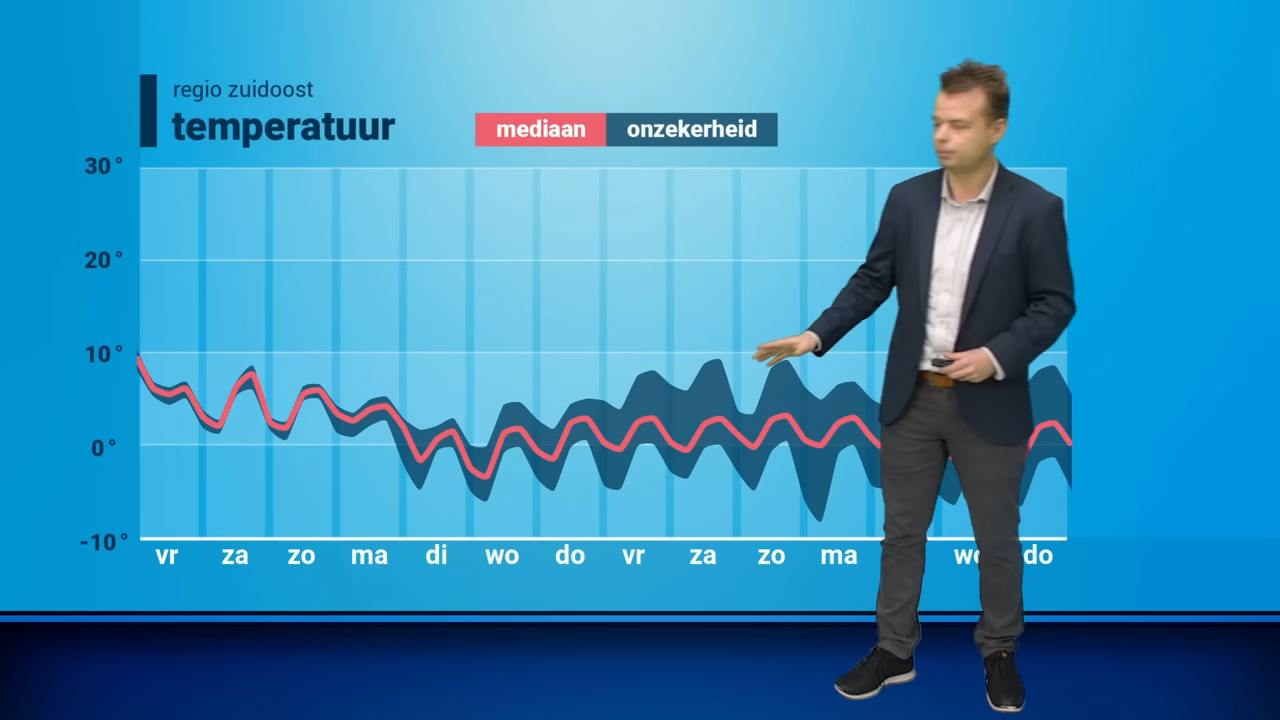 regio zuidoost
temperatuur
mediaan onzekerheid
30°
20°
10°
0°
-10°
vr za zo ma di wo do vr za zo ma do